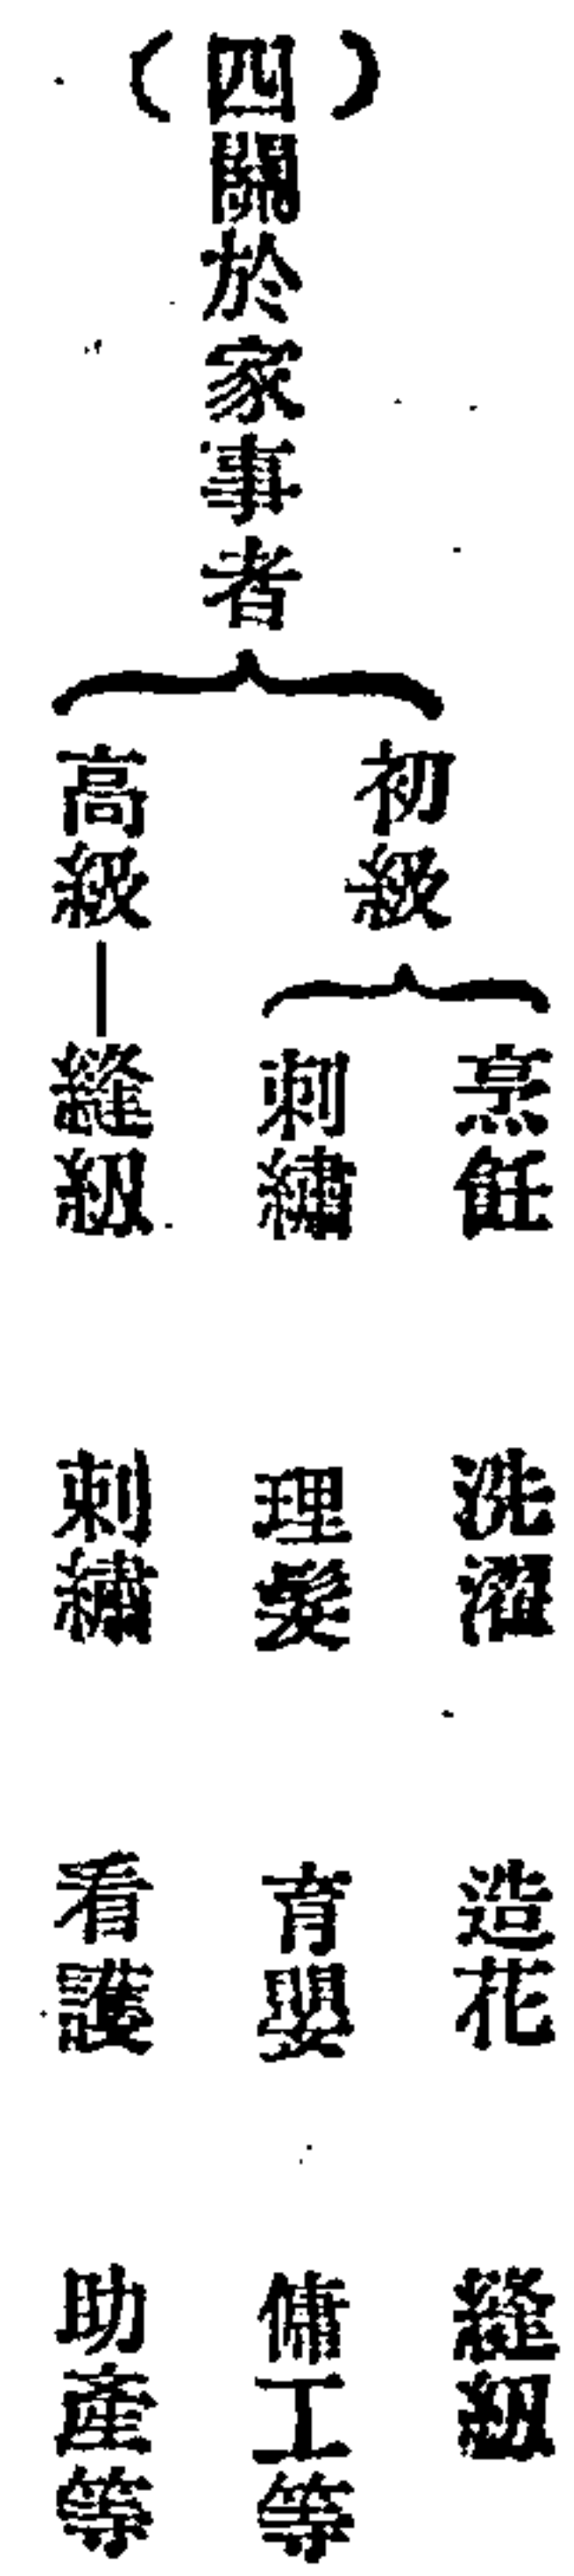 (四)關於家事者
初級
烹飪 洗濯 造花 縫紉
刺繡 理髮 育嬰 傭工等
高級—縫紉 刺繡 看護 助產等